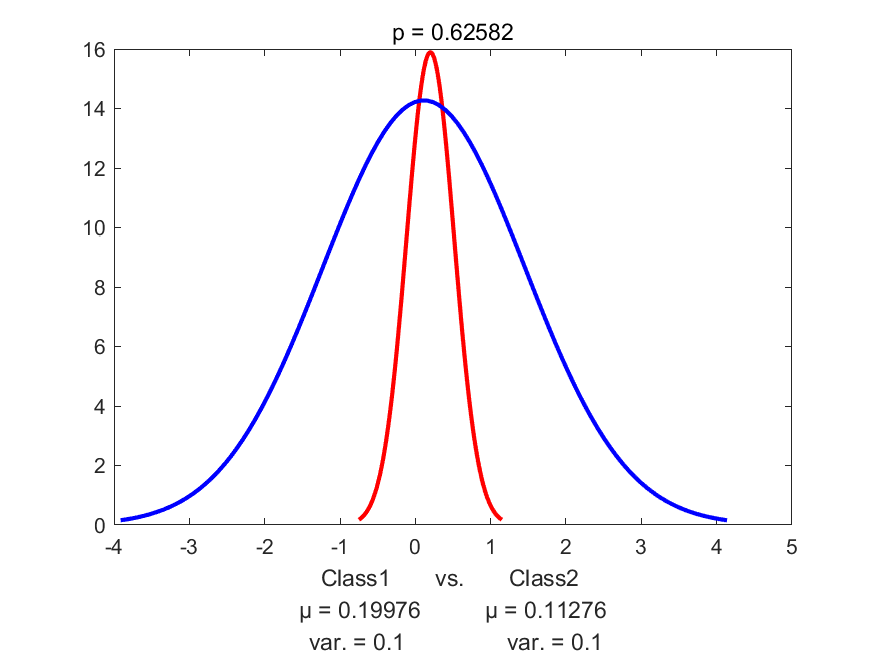 p = 0.62582
16
14
12
10
8
6
4
2
0
-4 -3 -2 -1 0 1 2 3 4 5
Class1 vs. Class2
μ = 0.19976 μ = 0.11276
var. = 0.1 var. = 0.1